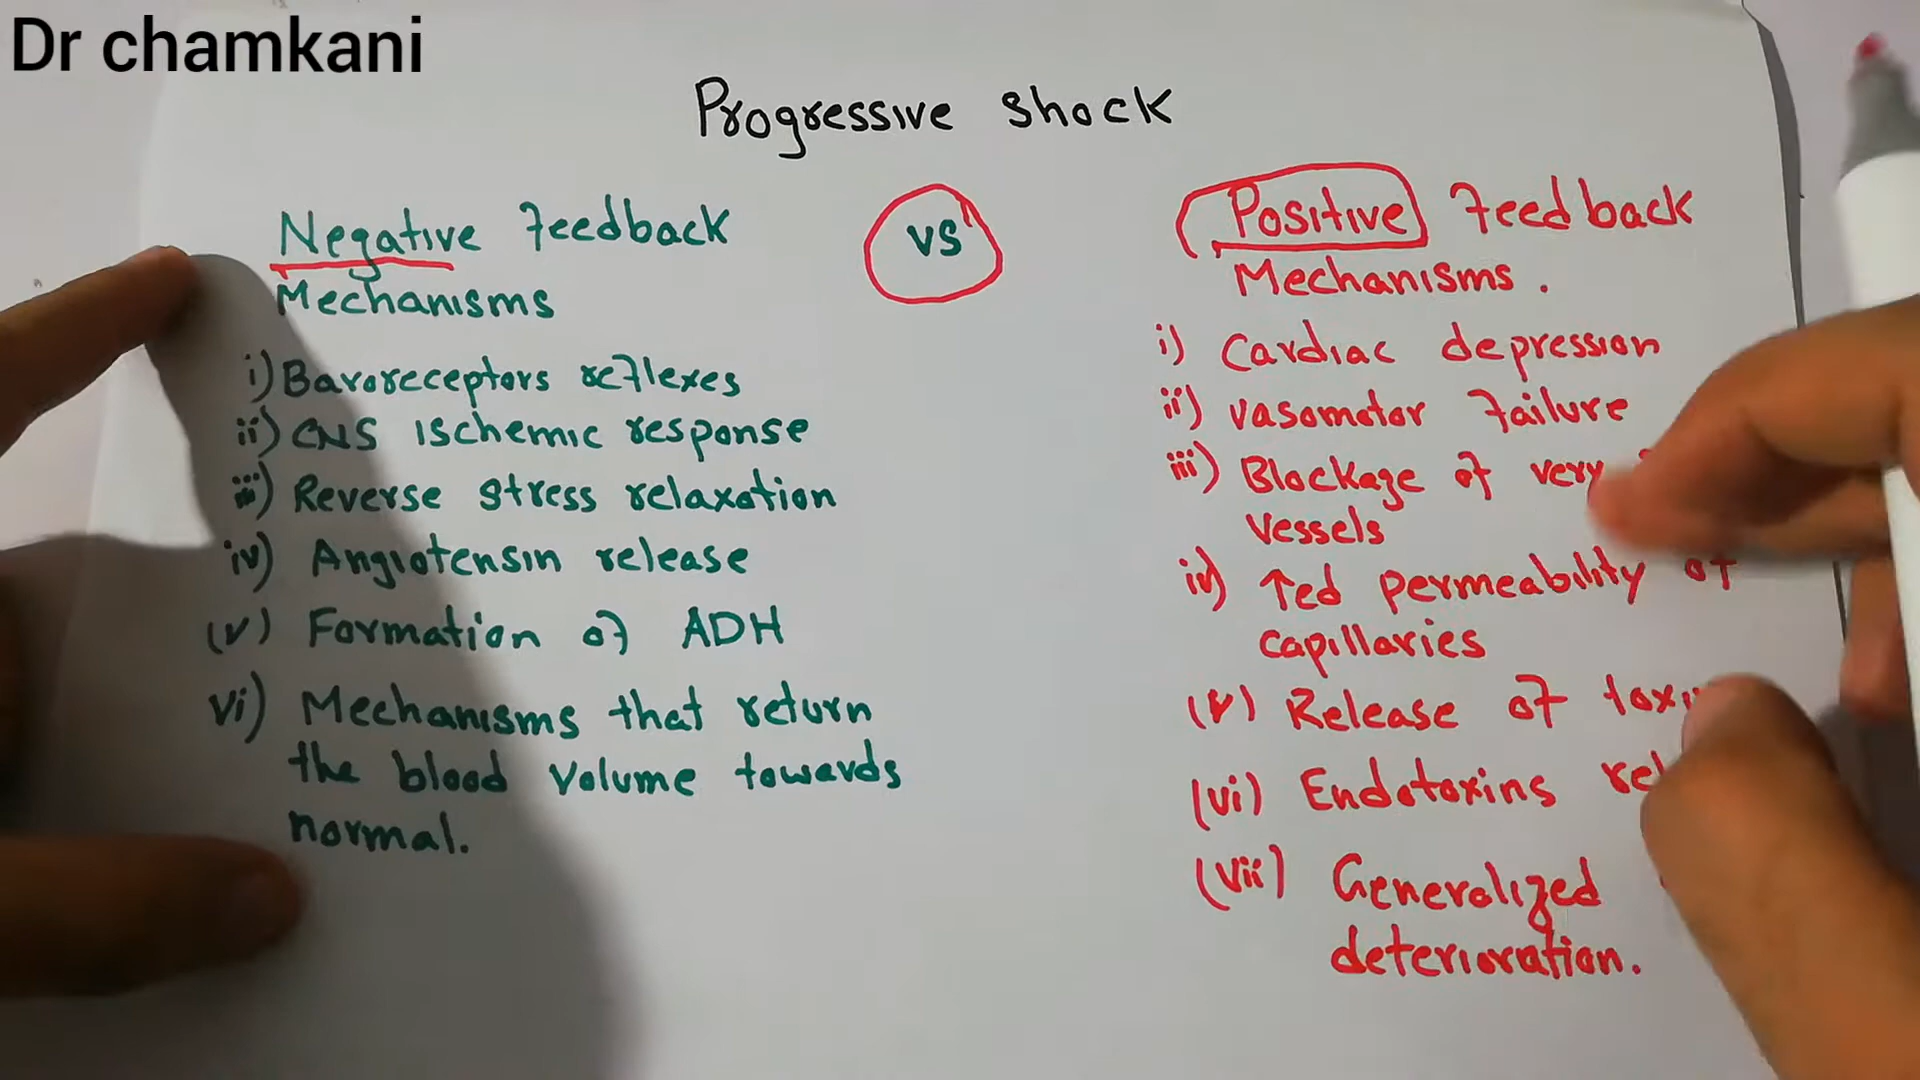 Dr chamkani
Progressive shock
Negative Feedback
Mechanisms
i) Baroreceptors reflexes
ii) CNS ischemic response
iii) Reverse stress relaxation
iv) Angiotensin release
(v) Formation of ADH
vi) Mechanisms that return
the blood volume towards
normal.
vs
Positive Feedback
Mechanisms.
i) Cardiac depression
ii) vasomotor Failure
iii) Blockage of very
vessels
iv) ↑ed permeability of
capillaries
(v) Release of
(vi) Endotoxins
(vii) Generalized
deterioration.